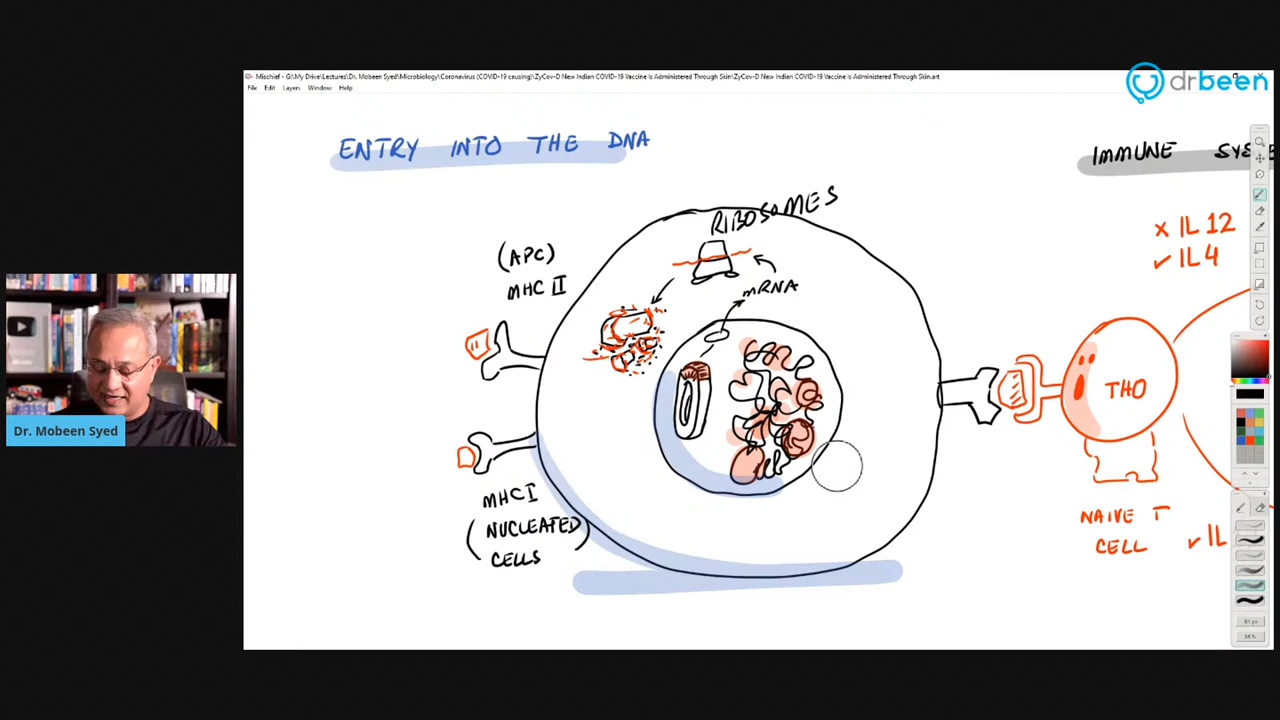 Mischief - G:\My Drive\Lectures\Dr. Mobeen Syed\Microbiology\Coronavirus (COVID-19 causing)\ZyCov-D New Indian COVID-19 Vaccine Is Administered Through Skin\ZyCov-D New Indian COVID-19 Vaccine Is Administered Through Skin.art
drbeen
File Edit Layers Window Help
ENTRY INTO THE DNA
IMMUNE SYS
RIBOSOMES
(APC)
MHC II
mRNA
x IL 12
✓ IL 4
THO
MHC I
(NUCLEATED)
CELLS
NAIVE T
CELL
✓ IL
Dr. Mobeen Syed